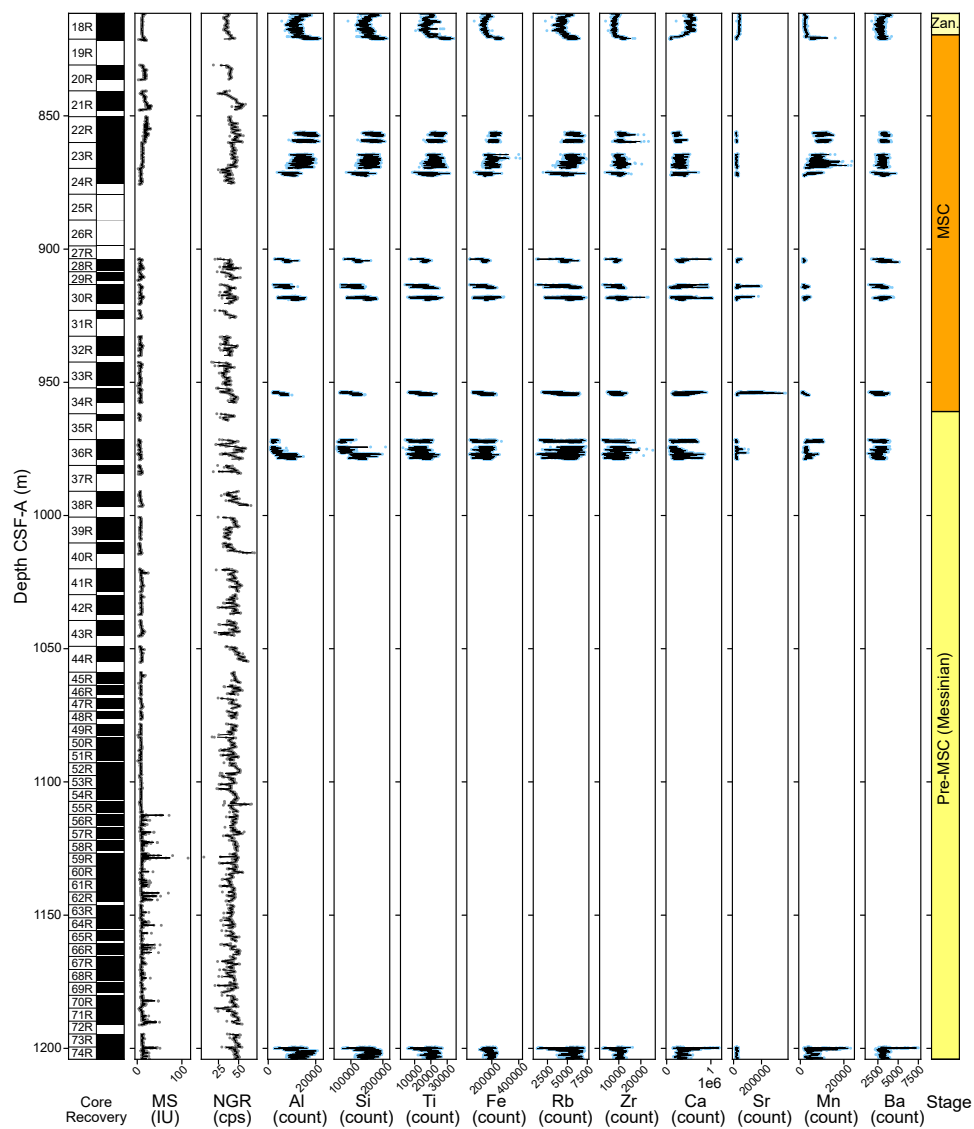 18R
19R
20R
21R
22R
23R
24R
25R
26R
27R
28R
29R
30R
31R
32R
33R
34R
35R
36R
37R
38R
39R
40R
41R
42R
43R
44R
45R
46R
47R
48R
49R
50R
51R
52R
53R
54R
55R
56R
57R
58R
59R
60R
61R
62R
63R
64R
65R
66R
67R
68R
69R
70R
71R
72R
73R
74R
850
900
950
1000
1050
1100
1150
1200
Depth CSF-A (m)
Zan.
MSC
Pre-MSC (Messinian)
0 100
25 50
0 20000
100000 200000
10000 20000 30000
200000 400000
2500 5000 7500
10000 20000
0 1e6
0 200000
0 20000
2500 5000 7500
Core Recovery
MS (IU)
NGR (cps)
Al (count)
Si (count)
Ti (count)
Fe (count)
Rb (count)
Zr (count)
Ca (count)
Sr (count)
Mn (count)
Ba (count)
Stage